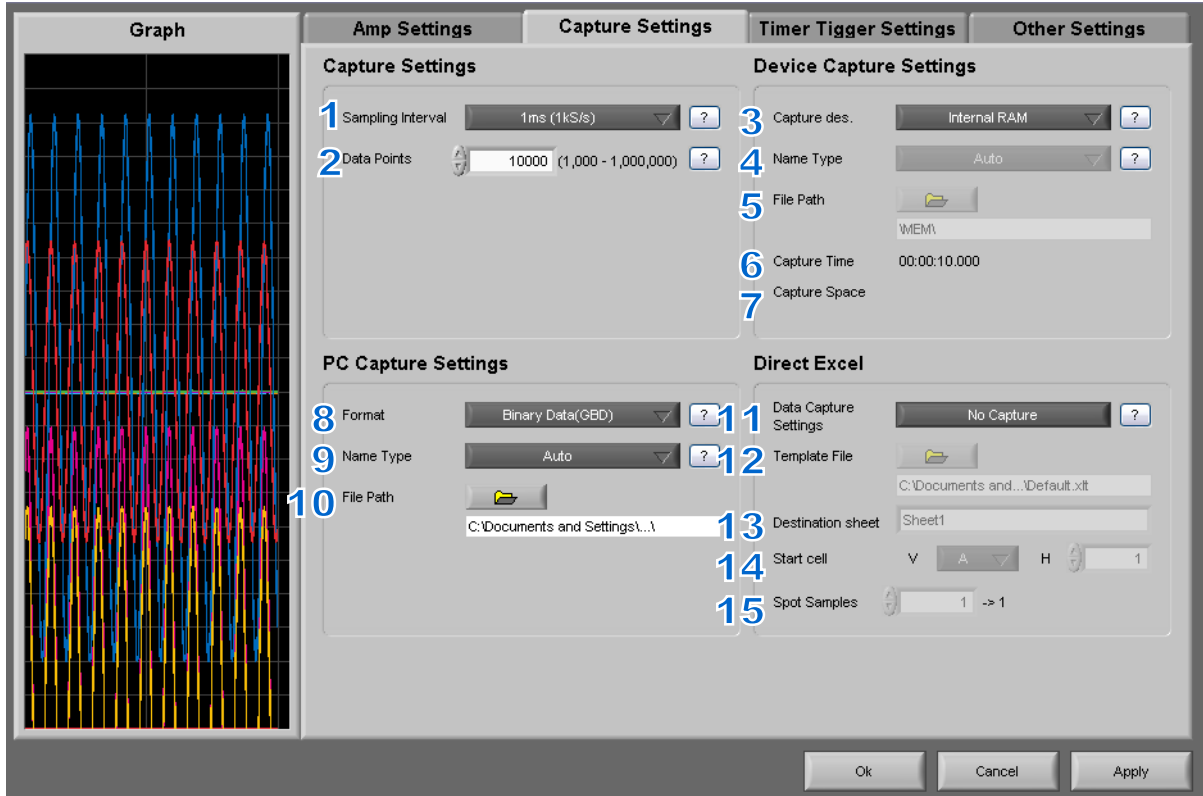 Graph
Amp Settings
Capture Settings
Timer Tigger Settings
Other Settings
Capture Settings
1 Sampling Interval 1ms (1kS/s) ?
2 Data Points 10000 (1,000 - 1,000,000) ?
Device Capture Settings
3 Capture des. Internal RAM ?
4 Name Type Auto ?
5 File Path
\MEM\
6 Capture Time 00:00:10.000
7 Capture Space
PC Capture Settings
8 Format Binary Data(GBD) ?
9 Name Type Auto ?
10 File Path
C:\Documents and Settings\...\
Direct Excel
11 Data Capture Settings No Capture ?
12 Template File
C:\Documents and...\Default.xlt
13 Destination sheet Sheet1
14 Start cell V A H 1
15 Spot Samples 1 -> 1
Ok
Cancel
Apply